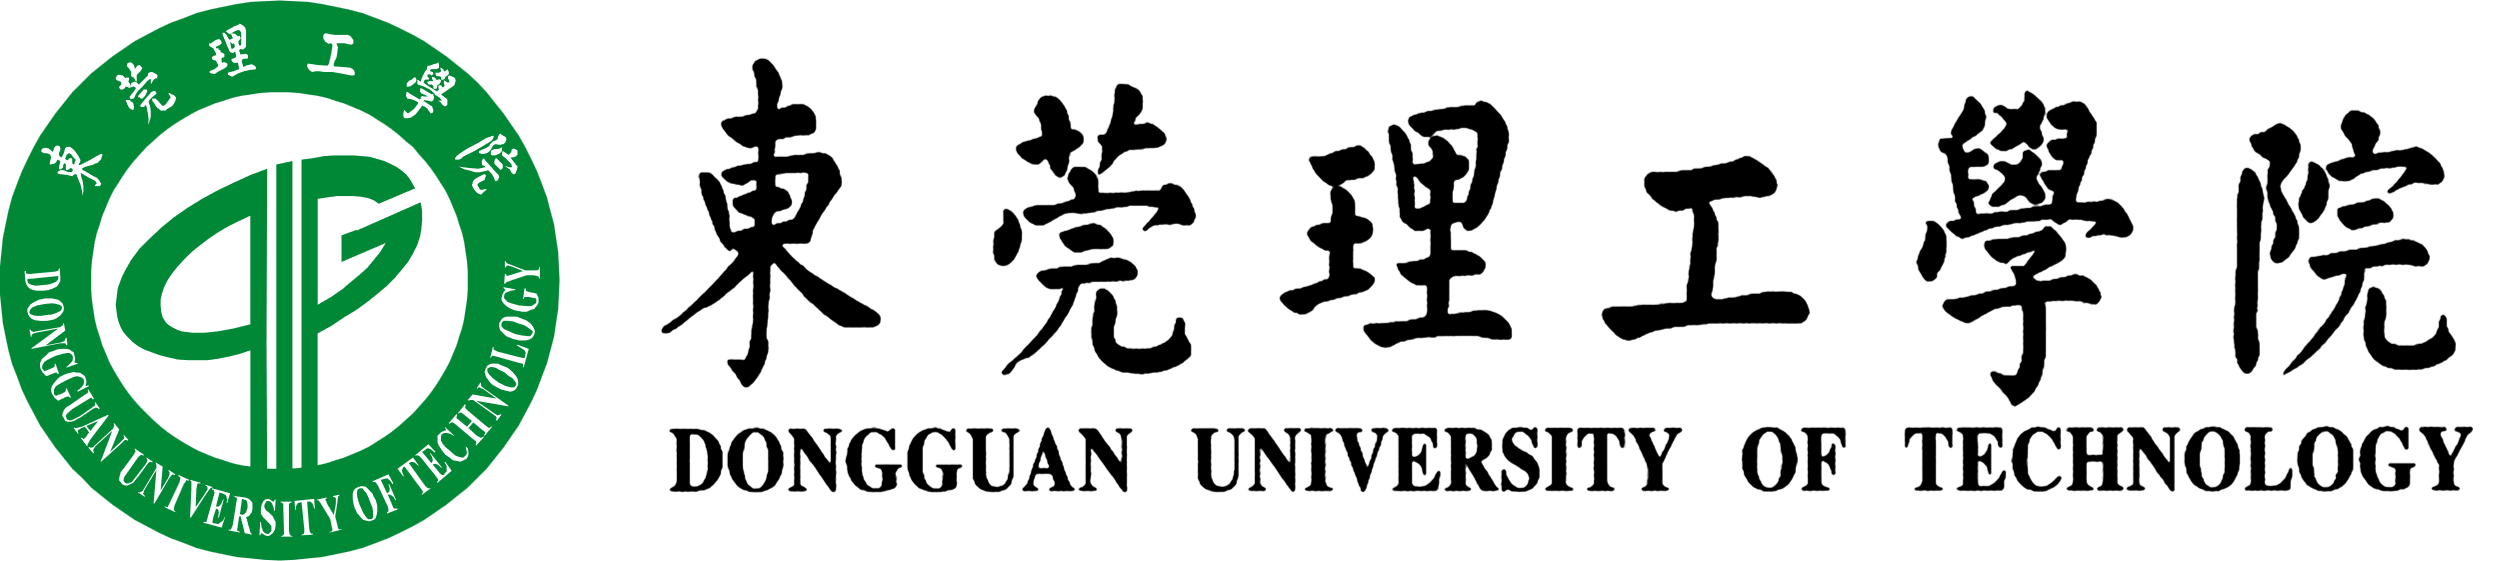 東莞理工學院
DONGGUAN UNIVERSITY OF TECHNOLOGY
東莞理工學院
DONGGUAN UNIVERSITY OF TECHNOLOGY